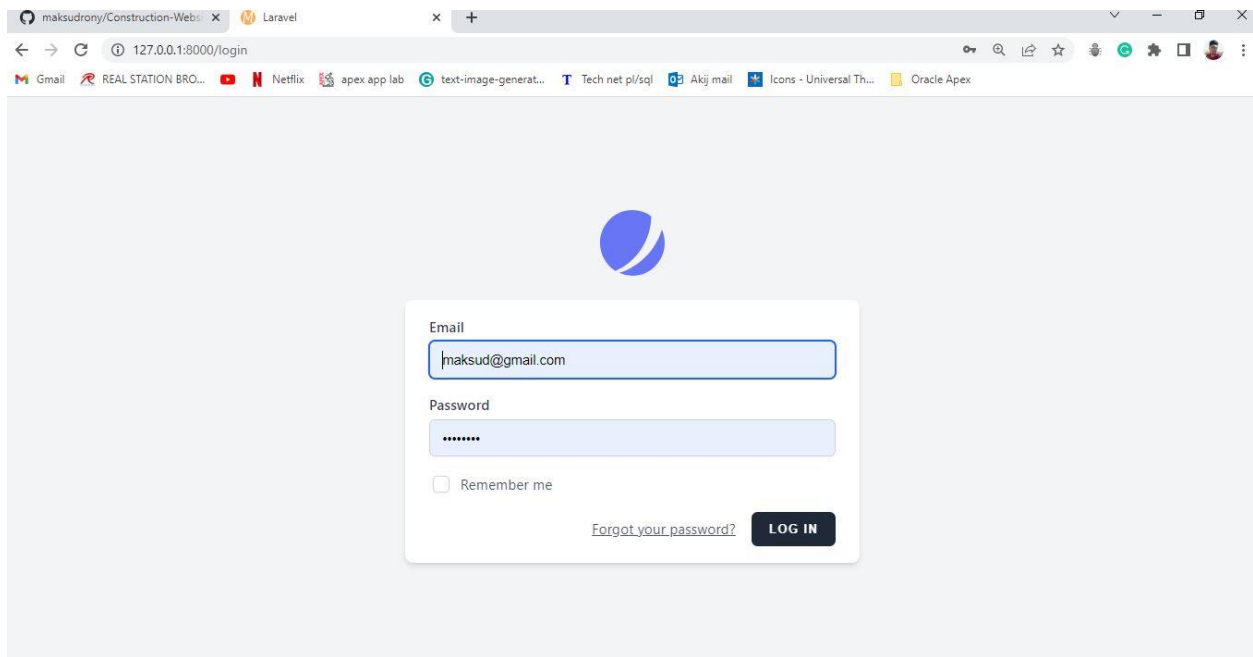 maksudrony/Construction-Webs
Laravel
127.0.0.1:8000/login
Gmail REAL STATION BRO... Netflix apex app lab text-image-generat... Tech net pl/sql Akij mail Icons - Universal Th... Oracle Apex
Email
maksud@gmail.com
Password
Remember me
Forgot your password? LOG IN